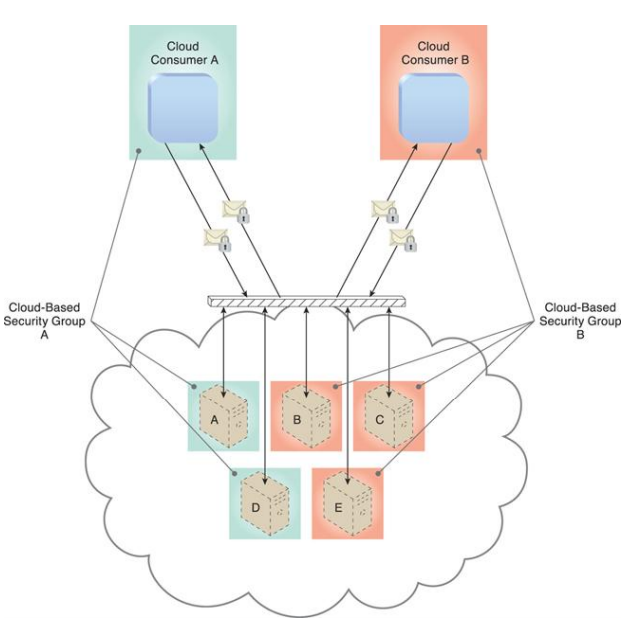 Cloud
Consumer A
Cloud
Consumer B
Cloud-Based
Security Group
A
Cloud-Based
Security Group
B
A
B
C
D
E